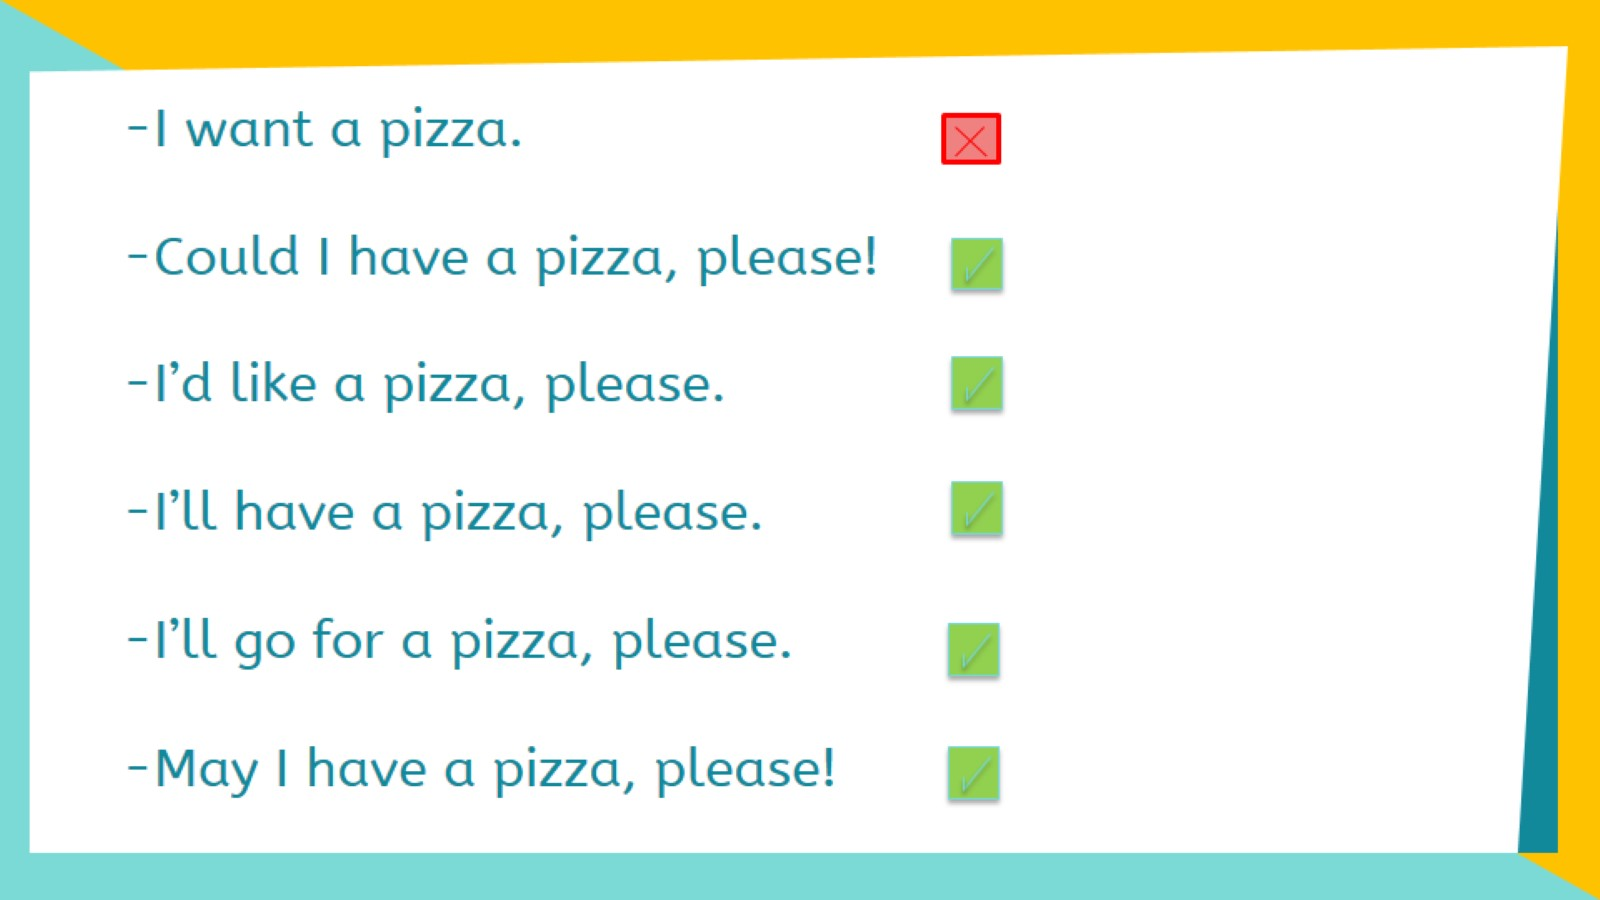 -I want a pizza.
-Could I have a pizza, please!
-I’d like a pizza, please.
-I’ll have a pizza, please.
-I’ll go for a pizza, please.
-May I have a pizza, please!